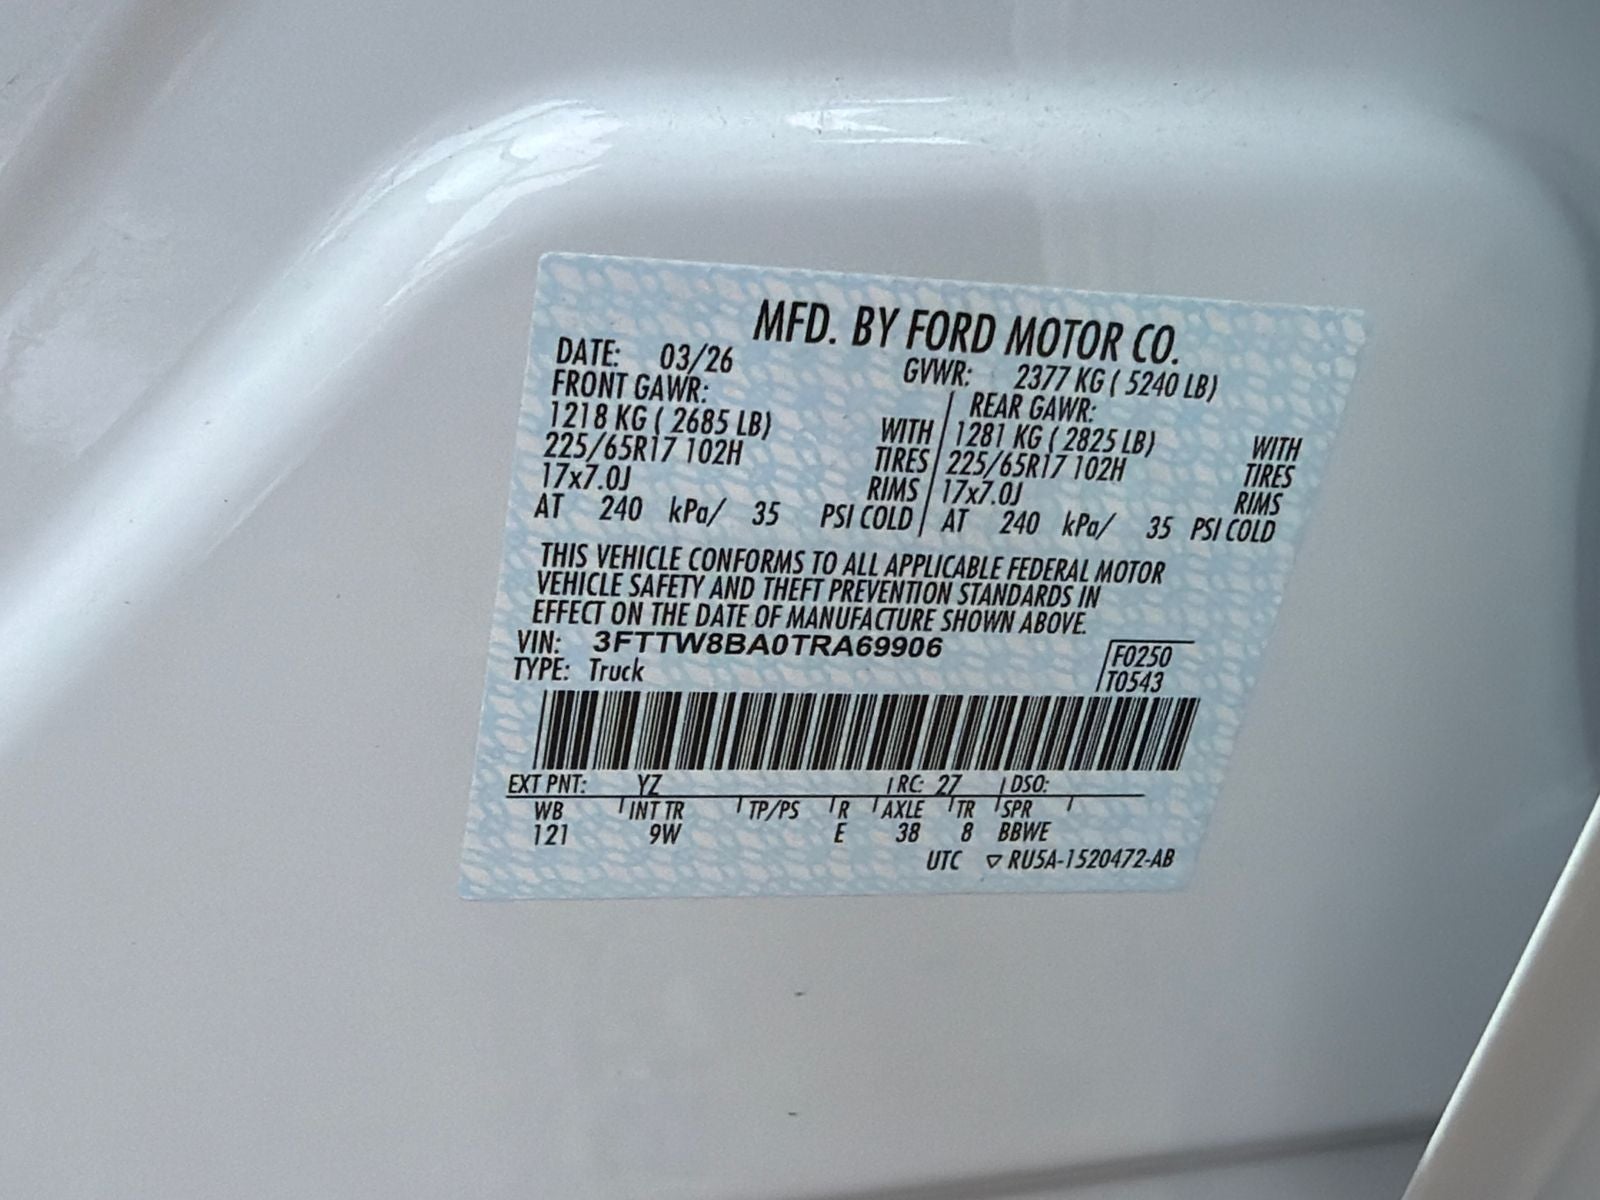 MFD. BY FORD MOTOR CO.
DATE: 03/26 GVWR: 2377 KG ( 5240 LB)
FRONT GAWR: REAR GAWR:
1218 KG ( 2685 LB) WITH 1281 KG ( 2825 LB) WITH
225/65R17 102H TIRES 225/65R17 102H TIRES
17x7.0J RIMS 17x7.0J RIMS
AT 240 kPa/ 35 PSI COLD AT 240 kPa/ 35 PSI COLD
THIS VEHICLE CONFORMS TO ALL APPLICABLE FEDERAL MOTOR
VEHICLE SAFETY AND THEFT PREVENTION STANDARDS IN
EFFECT ON THE DATE OF MANUFACTURE SHOWN ABOVE.
VIN: 3FTTW8BA0TRA69906 F0250
TYPE: Truck T0543
EXT PNT: YZ RC: 27 DSO:
WB INT TR TP/PS R AXLE TR SPR
121 9W E 38 8 BBWE
UTC ▽ RU5A-1520472-AB